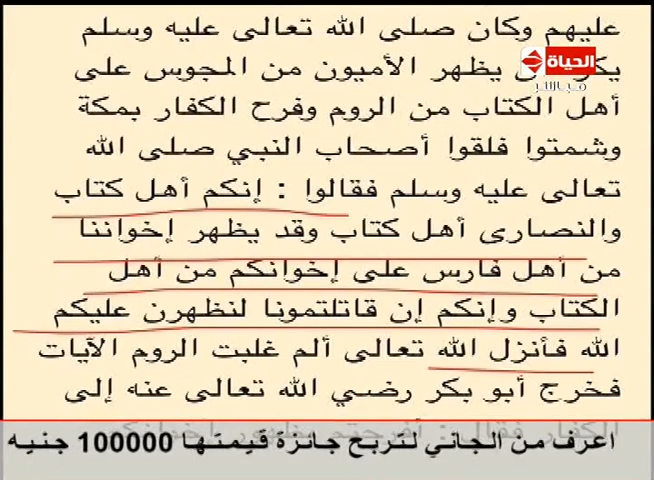 عليهم وكان صلى الله تعالى عليه وسلم
يظهر الأميون من المجوس على
الحياة
مباشر
أهل الكتاب من الروم وفرح الكفار بمكة
وشمتوا فلقوا أصحاب النبي صلى الله
تعالى عليه وسلم فقالوا : إنكم أهل كتاب
والنصارى أهل كتاب وقد يظهر إخواننا
من أهل فارس على إخوانكم من أهل
الكتاب وإنكم إن قاتلتمونا لنظهرن عليكم
الله فأنزل الله تعالى ألم غلبت الروم الآيات
فخرج أبو بكر رضي الله تعالى عنه إلى
اعرف من الجاني لتربح جائزة قيمتها 100000 جنيه